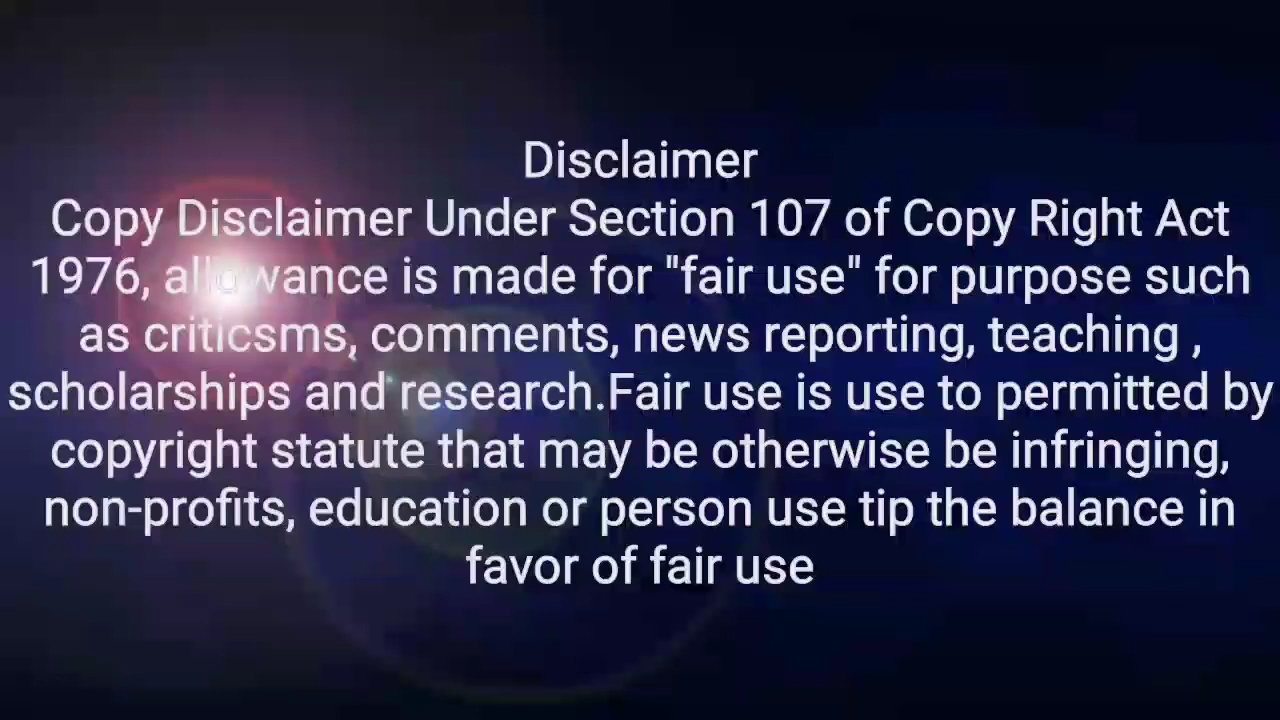 Disclaimer
Copy Disclaimer Under Section 107 of Copy Right Act
1976, allowance is made for "fair use" for purpose such
as criticsms, comments, news reporting, teaching ,
scholarships and research.Fair use is use to permitted by
copyright statute that may be otherwise be infringing,
non-profits, education or person use tip the balance in
favor of fair use